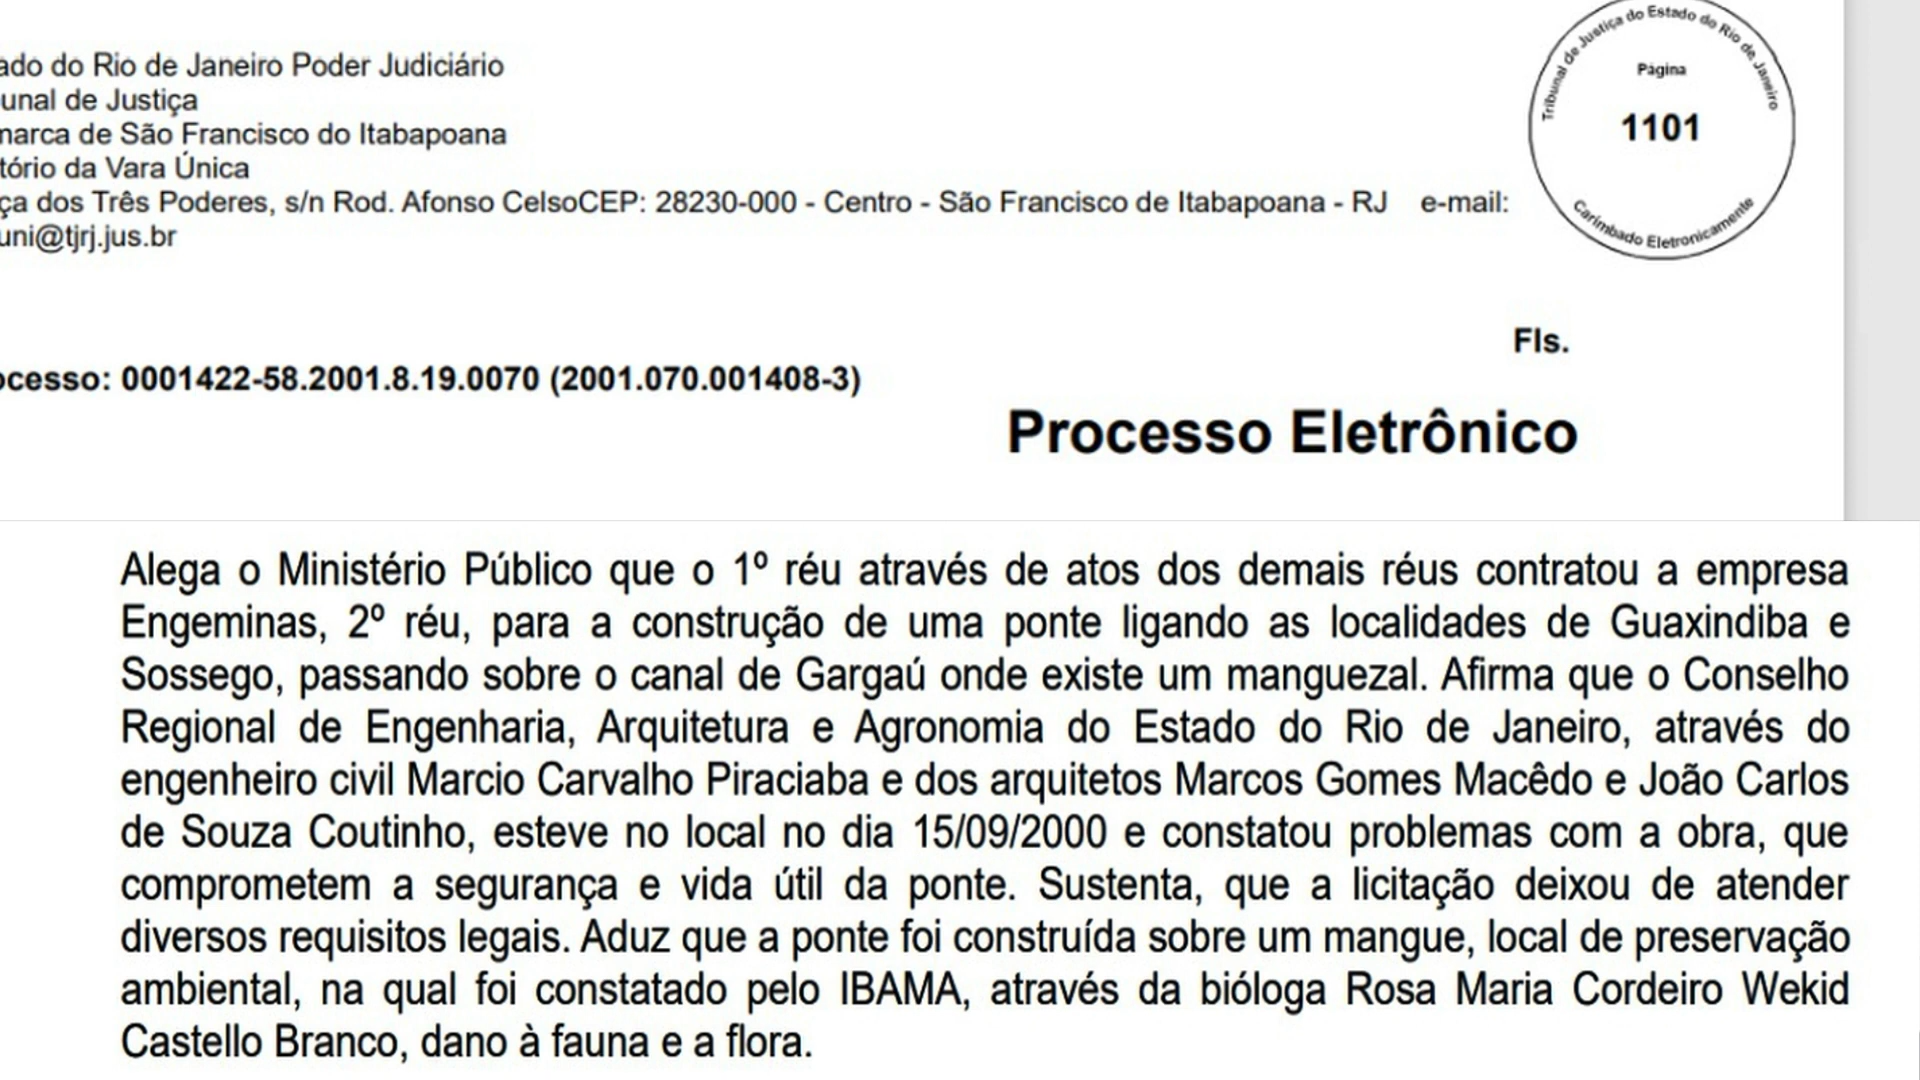 ado do Rio de Janeiro Poder Judiciário
unal de Justiça
marca de São Francisco do Itabapoana
tório da Vara Única
ça dos Três Poderes, s/n Rod. Afonso CelsoCEP: 28230-000 - Centro - São Francisco de Itabapoana - RJ e-mail:
uni@tjrj.jus.br
Tribunal de Justiça do Estado do Rio de Janeiro
Página
1101
Carimbado Eletronicamente
Fls.
ocesso: 0001422-58.2001.8.19.0070 (2001.070.001408-3)
Processo Eletrônico
Alega o Ministério Público que o 1º réu através de atos dos demais réus contratou a empresa
Engeminas, 2º réu, para a construção de uma ponte ligando as localidades de Guaxindiba e
Sossego, passando sobre o canal de Gargaú onde existe um manguezal. Afirma que o Conselho
Regional de Engenharia, Arquitetura e Agronomia do Estado do Rio de Janeiro, através do
engenheiro civil Marcio Carvalho Piraciaba e dos arquitetos Marcos Gomes Macêdo e João Carlos
de Souza Coutinho, esteve no local no dia 15/09/2000 e constatou problemas com a obra, que
comprometem a segurança e vida útil da ponte. Sustenta, que a licitação deixou de atender
diversos requisitos legais. Aduz que a ponte foi construída sobre um mangue, local de preservação
ambiental, na qual foi constatado pelo IBAMA, através da bióloga Rosa Maria Cordeiro Wekid
Castello Branco, dano à fauna e a flora.